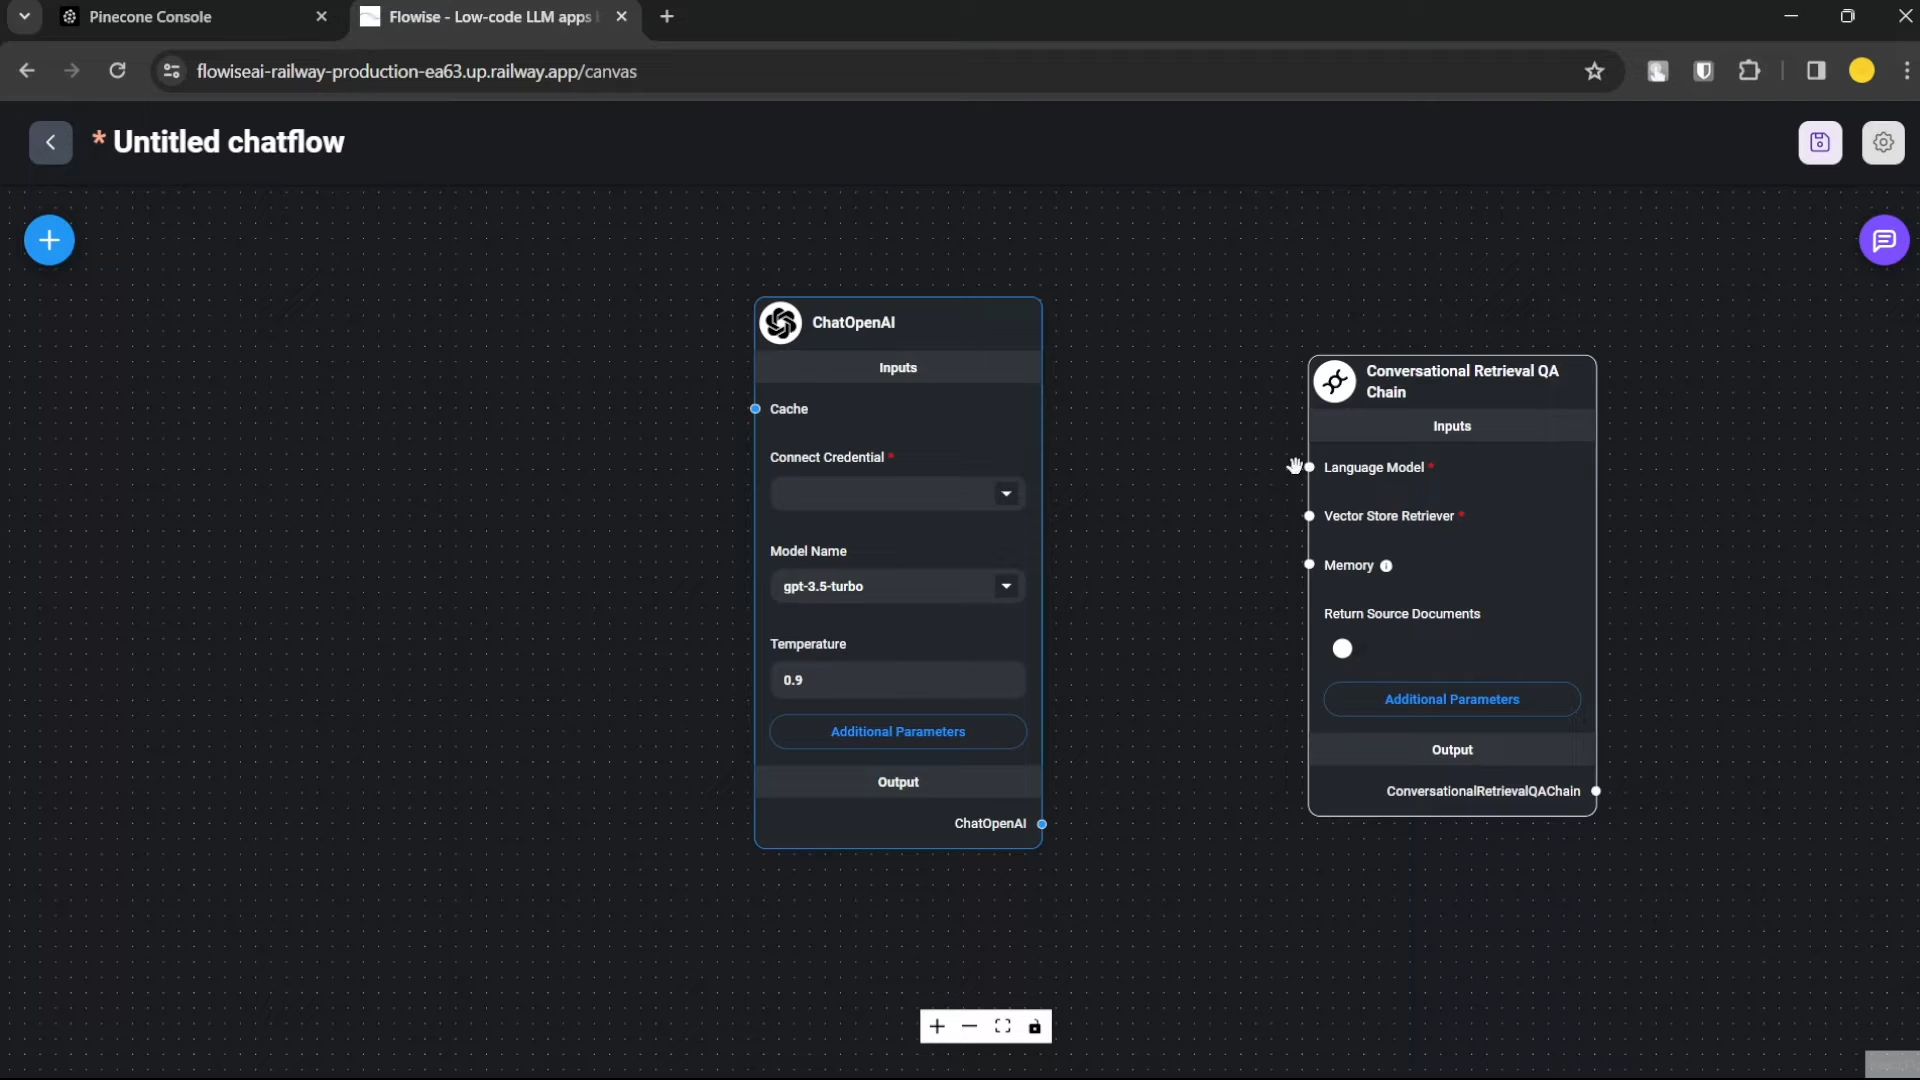 Pinecone Console
Flowise - Low-code LLM apps
flowiseai-railway-production-ea63.up.railway.app/canvas
* Untitled chatflow
ChatOpenAI
Inputs
Cache
Connect Credential *
Model Name
gpt-3.5-turbo
Temperature
0.9
Additional Parameters
Output
ChatOpenAI
Conversational Retrieval QA
Chain
Inputs
Language Model *
Vector Store Retriever *
Memory
Return Source Documents
Additional Parameters
Output
ConversationalRetrievalQAChain